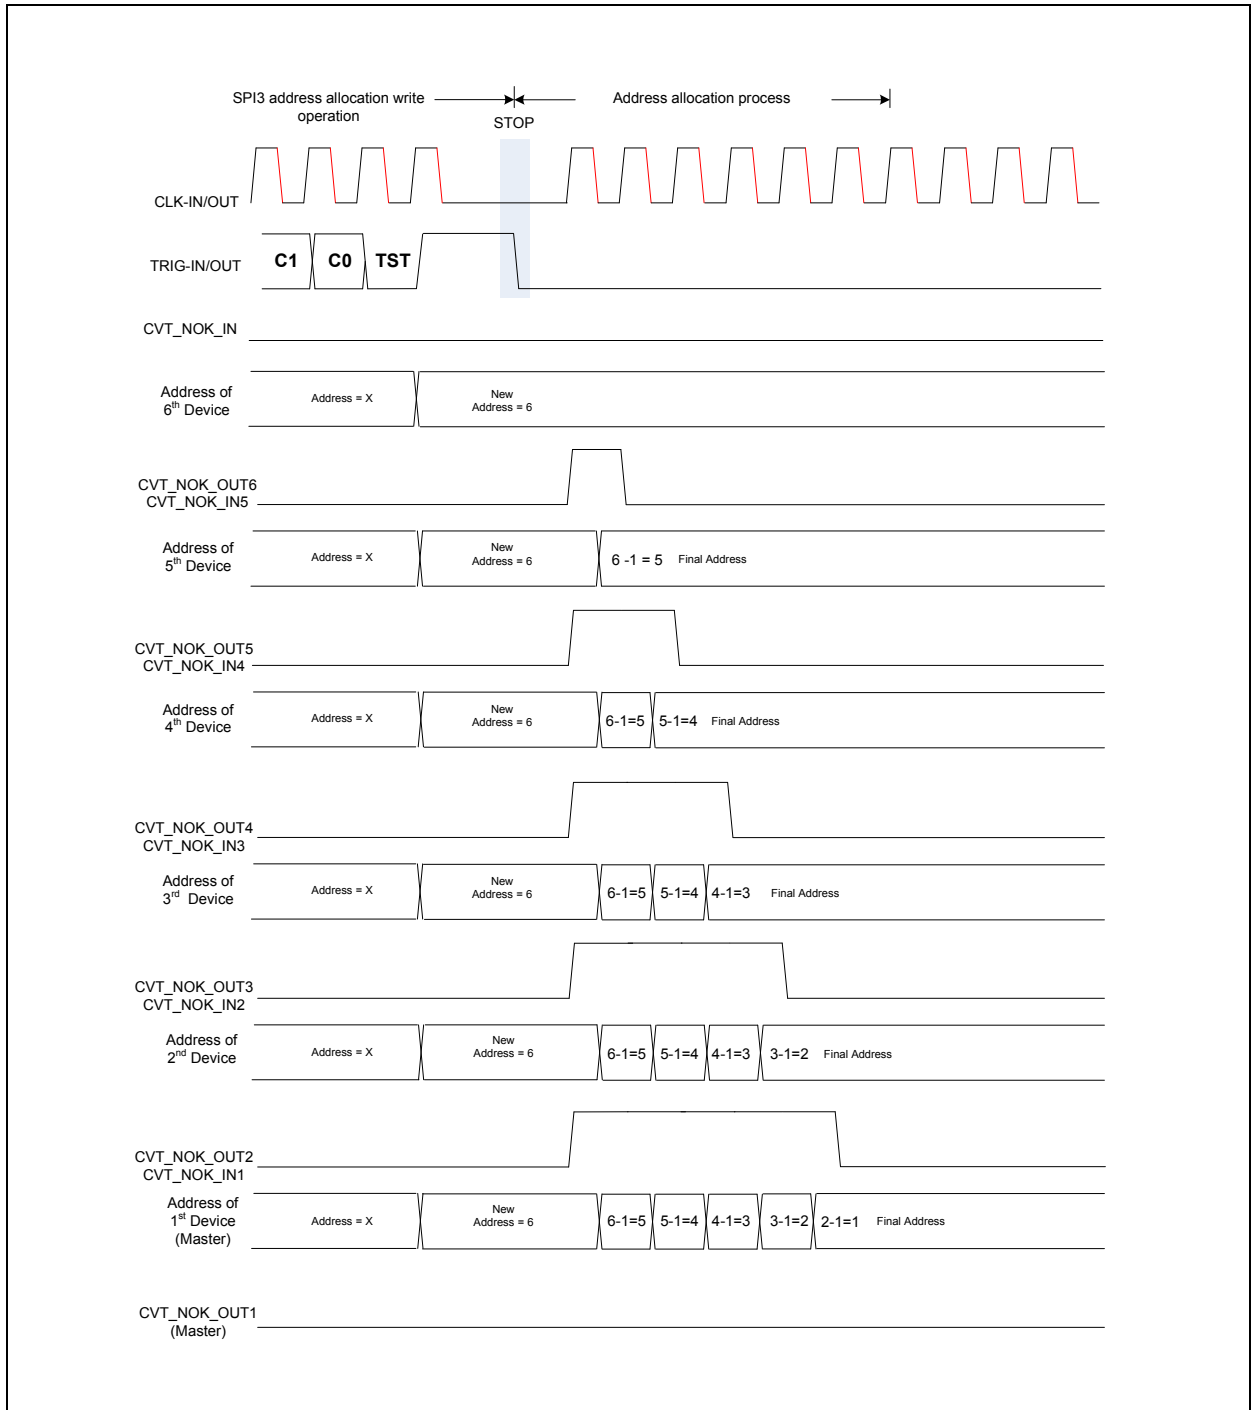 SPI3 address allocation write
operation
Address allocation process
STOP
CLK-IN/OUT
TRIG-IN/OUT
C1 C0 TST
CVT_NOK_IN
Address of
6th Device
Address = X
New
Address = 6
CVT_NOK_OUT6
CVT_NOK_IN5
Address of
5th Device
Address = X
New
Address = 6
6 -1 = 5 Final Address
CVT_NOK_OUT5
CVT_NOK_IN4
Address of
4th Device
Address = X
New
Address = 6
6-1=5 5-1=4 Final Address
CVT_NOK_OUT4
CVT_NOK_IN3
Address of
3rd Device
Address = X
New
Address = 6
6-1=5 5-1=4 4-1=3 Final Address
CVT_NOK_OUT3
CVT_NOK_IN2
Address of
2nd Device
Address = X
New
Address = 6
6-1=5 5-1=4 4-1=3 3-1=2 Final Address
CVT_NOK_OUT2
CVT_NOK_IN1
Address of
1st Device
(Master)
Address = X
New
Address = 6
6-1=5 5-1=4 4-1=3 3-1=2 2-1=1 Final Address
CVT_NOK_OUT1
(Master)